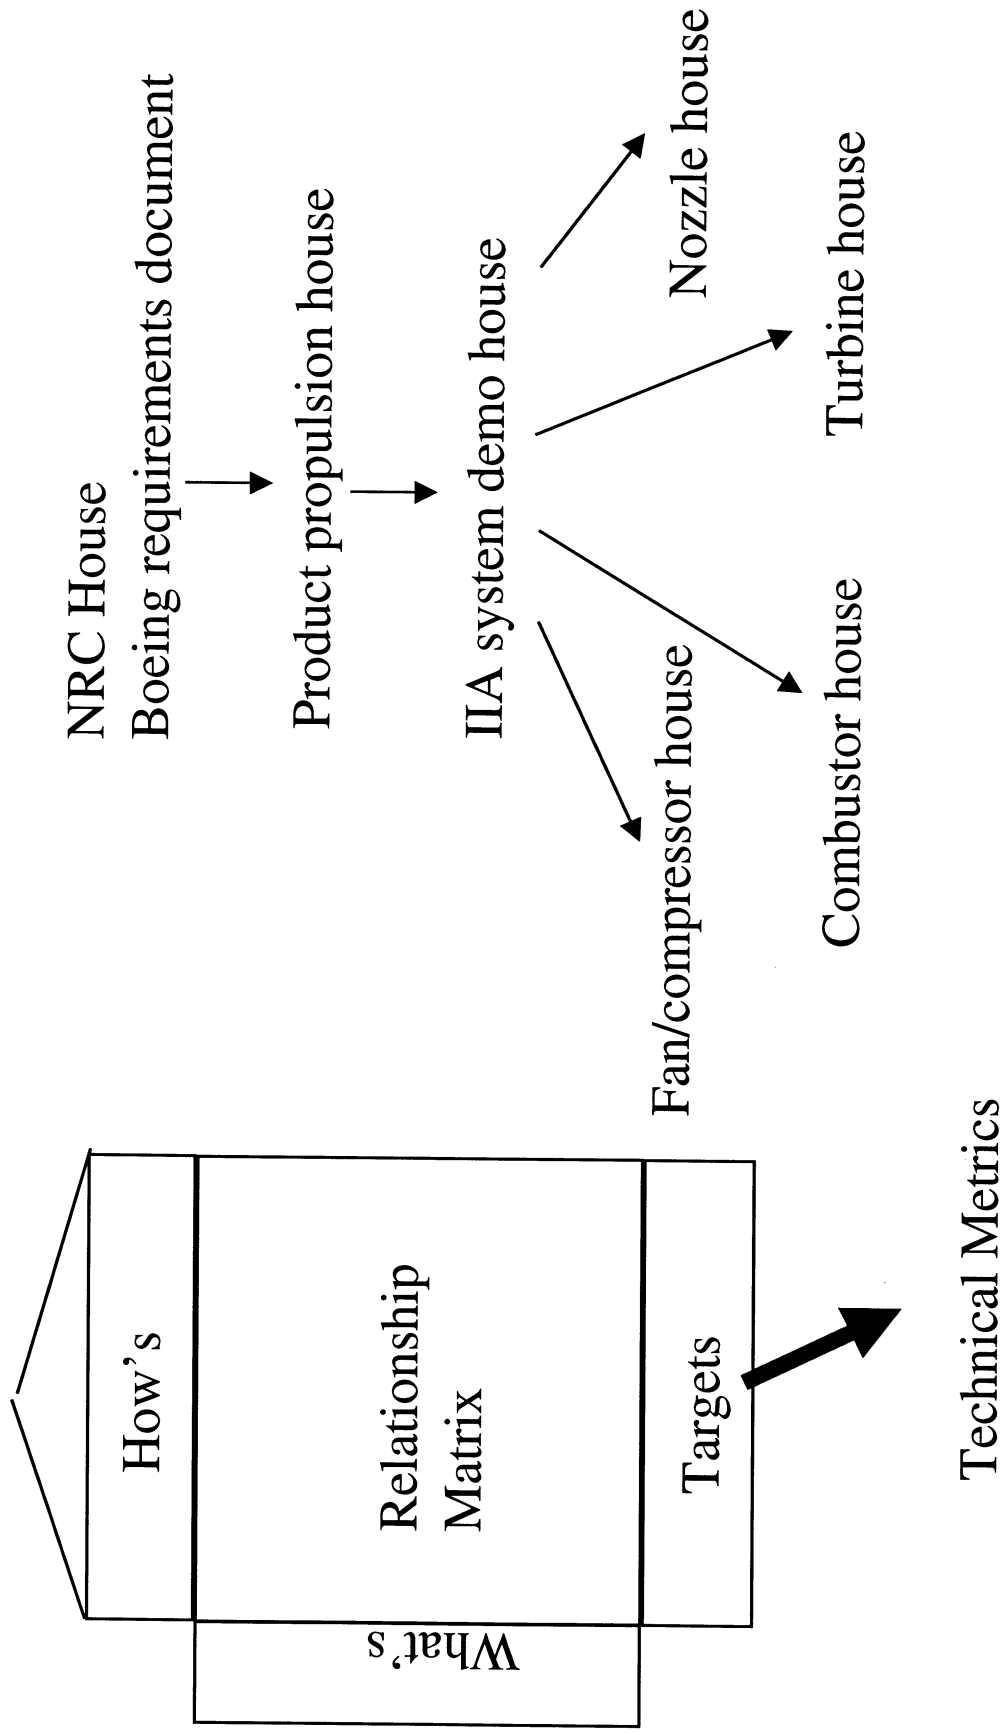 How's
What's
Relationship
Matrix
Targets
Technical Metrics
NRC House
Boeing requirements document
Product propulsion house
IIA system demo house
Fan/compressor house
Nozzle house
Combustor house
Turbine house